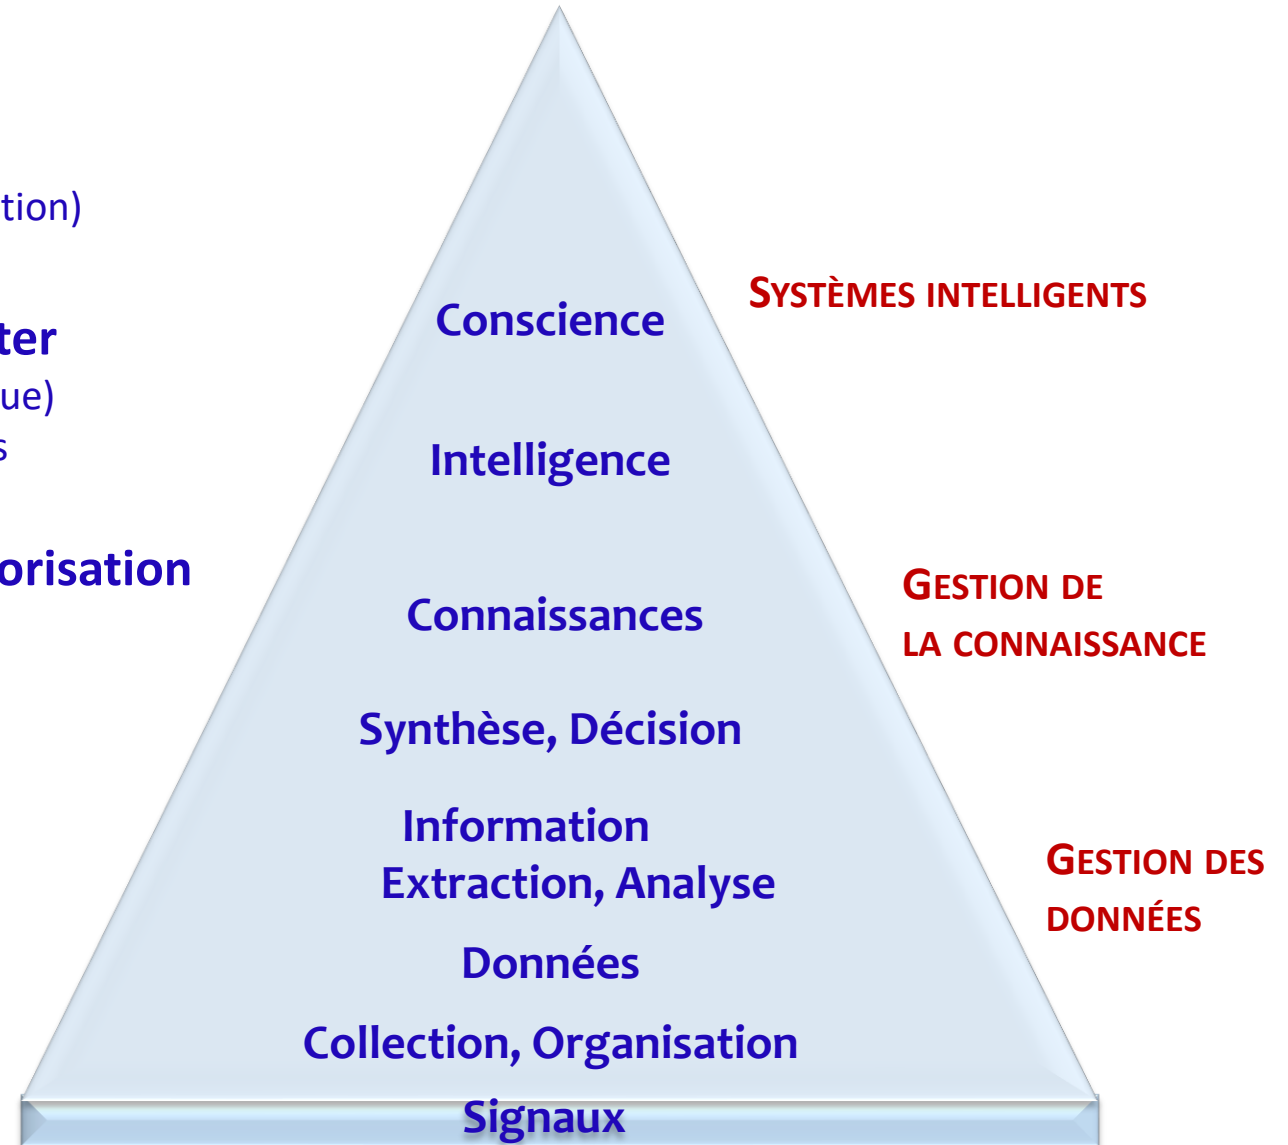 tion)
ter
ue)
s
orisation
Conscience
Intelligence
Connaissances
Synthèse, Décision
Information
Extraction, Analyse
Données
Collection, Organisation
Signaux
SYSTÈMES INTELLIGENTS
GESTION DE
LA CONNAISSANCE
GESTION DES
DONNÉES